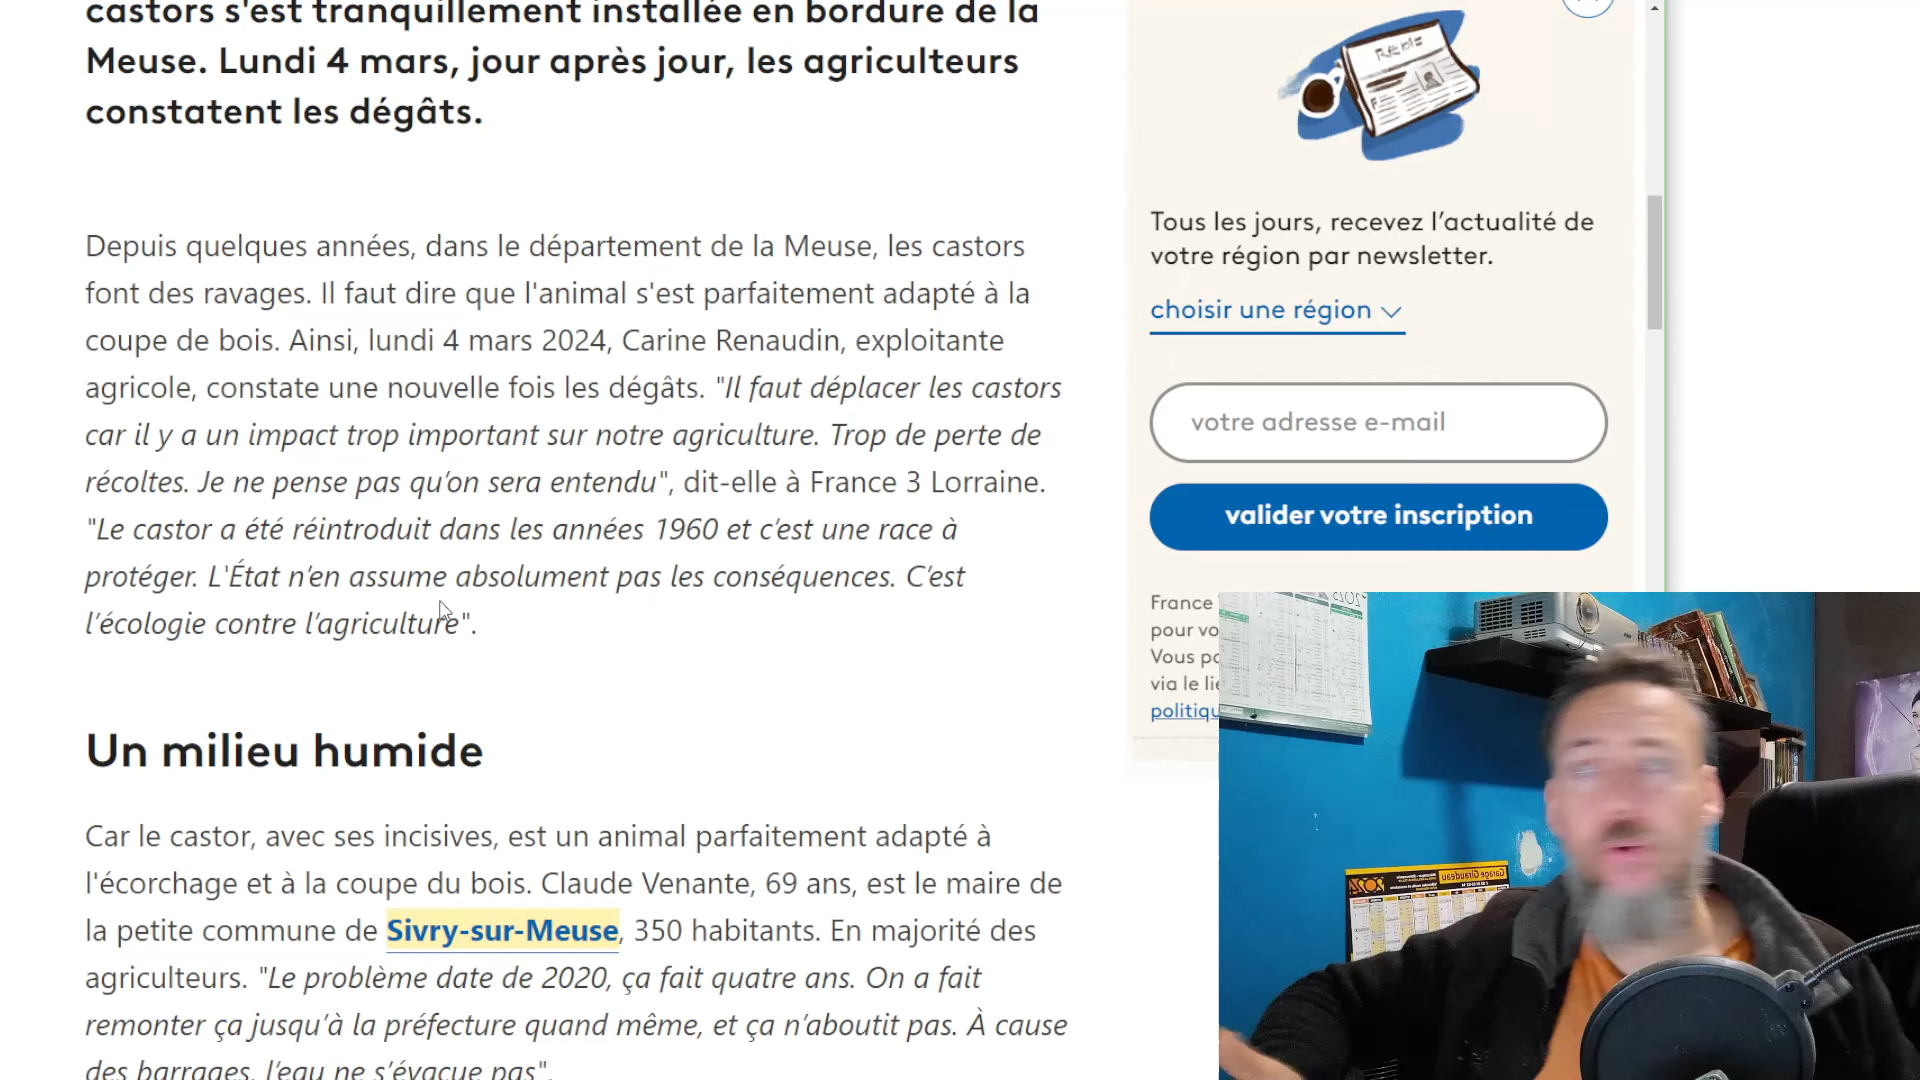 castors s'est tranquillement installée en bordure de la
Meuse. Lundi 4 mars, jour après jour, les agriculteurs
constatent les dégâts.
Depuis quelques années, dans le département de la Meuse, les castors
font des ravages. Il faut dire que l'animal s'est parfaitement adapté à la
coupe de bois. Ainsi, lundi 4 mars 2024, Carine Renaudin, exploitante
agricole, constate une nouvelle fois les dégâts. "Il faut déplacer les castors
car il y a un impact trop important sur notre agriculture. Trop de perte de
récoltes. Je ne pense pas qu’on sera entendu", dit-elle à France 3 Lorraine.
"Le castor a été réintroduit dans les années 1960 et c’est une race à
protéger. L'État n’en assume absolument pas les conséquences. C’est
l’écologie contre l’agriculture".
Un milieu humide
Car le castor, avec ses incisives, est un animal parfaitement adapté à
l'écorchage et à la coupe du bois. Claude Venante, 69 ans, est le maire de
la petite commune de Sivry-sur-Meuse, 350 habitants. En majorité des
agriculteurs. "Le problème date de 2020, ça fait quatre ans. On a fait
remonter ça jusqu’à la préfecture quand même, et ça n’aboutit pas. À cause
des barrages, l’eau ne s’évacue pas".
Tous les jours, recevez l’actualité de
votre région par newsletter.
choisir une région
votre adresse e-mail
valider votre inscription
France
pour vo
Vous po
via le lie
politiqu
2025
Garage Giraudeau